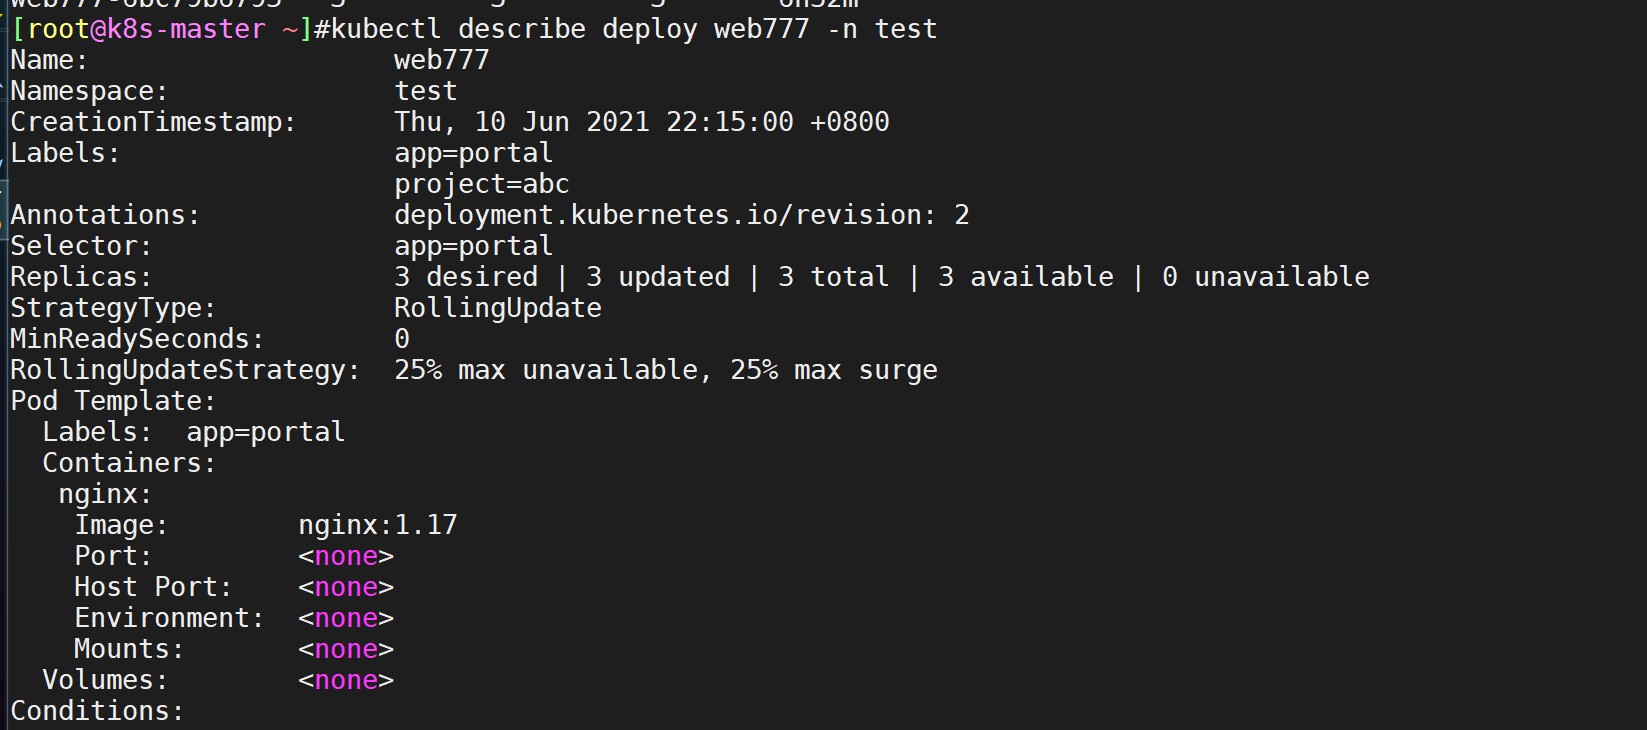 [root@k8s-master ~]#kubectl describe deploy web777 -n test
Name:                   web777
Namespace:              test
CreationTimestamp:      Thu, 10 Jun 2021 22:15:00 +0800
Labels:                 app=portal
                        project=abc
Annotations:            deployment.kubernetes.io/revision: 2
Selector:               app=portal
Replicas:               3 desired | 3 updated | 3 total | 3 available | 0 unavailable
StrategyType:           RollingUpdate
MinReadySeconds:        0
RollingUpdateStrategy:  25% max unavailable, 25% max surge
Pod Template:
  Labels:  app=portal
  Containers:
   nginx:
    Image:        nginx:1.17
    Port:         <none>
    Host Port:    <none>
    Environment:  <none>
    Mounts:       <none>
  Volumes:        <none>
Conditions: